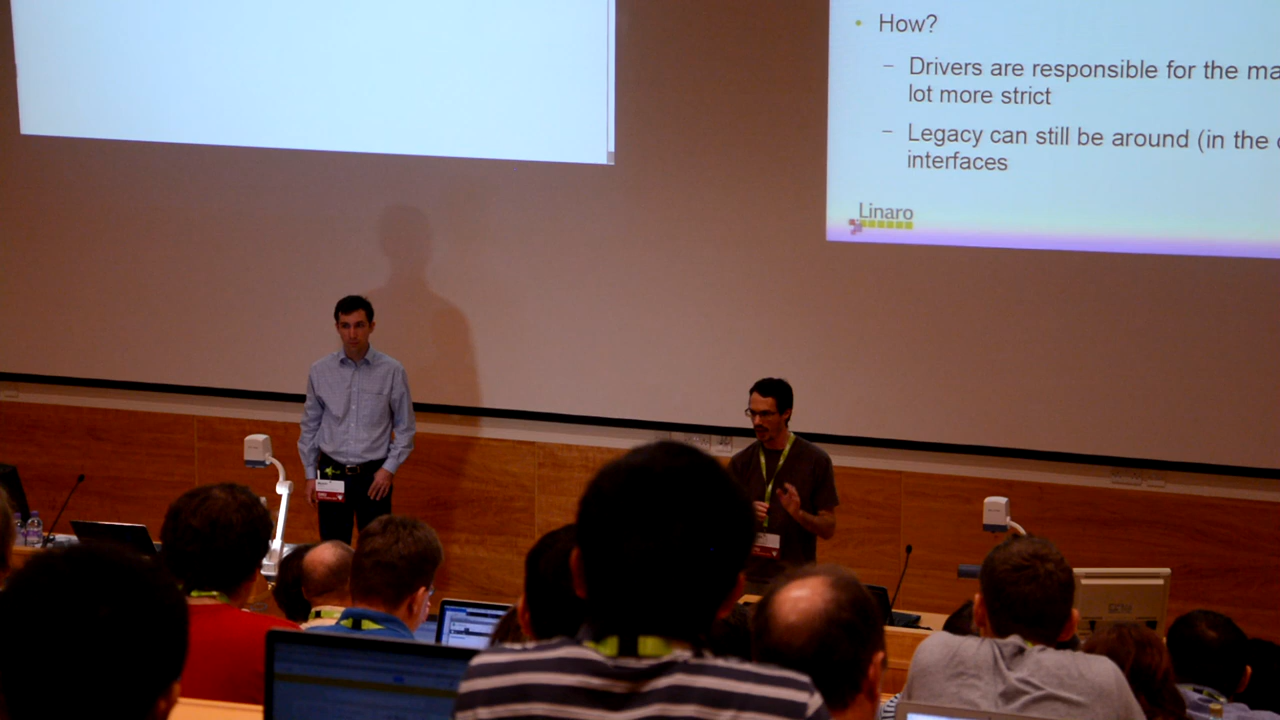 • How?
– Drivers are responsible for the ma
lot more strict
– Legacy can still be around (in the
interfaces
Linaro